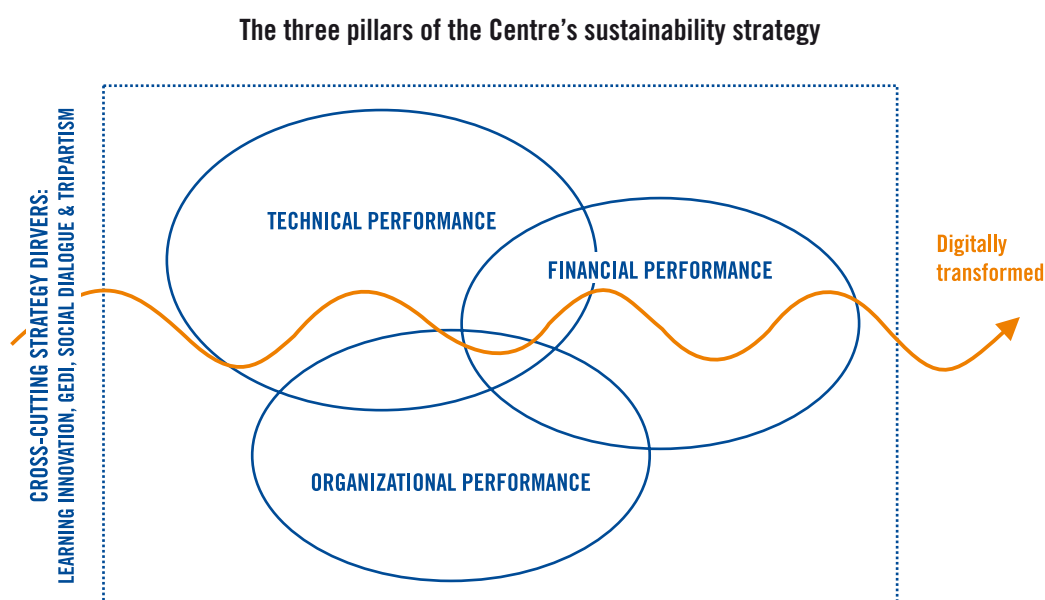 The three pillars of the Centre's sustainability strategy
CROSS-CUTTING STRATEGY DIRVERS:
LEARNING INNOVATION, GEDI, SOCIAL DIALOGUE & TRIPARTISM
TECHNICAL PERFORMANCE
FINANCIAL PERFORMANCE
Digitally
transformed
ORGANIZATIONAL PERFORMANCE